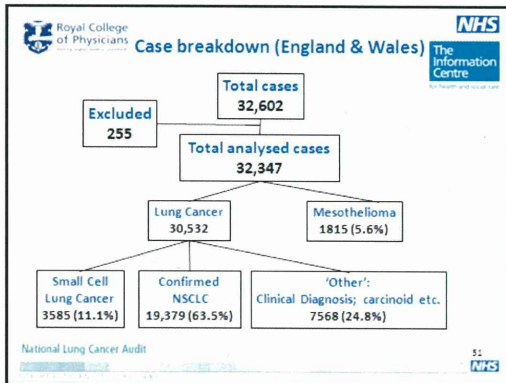 Royal College
of Physicians
Case breakdown (England & Wales)
NHS
The
Information
Centre
for health and social care
Total cases
32,602
Excluded
255
Total analysed cases
32,347
Lung Cancer
30,532
Mesothelioma
1815 (5.6%)
Small Cell
Lung Cancer
3585 (11.1%)
Confirmed
NSCLC
19,379 (63.5%)
'Other':
Clinical Diagnosis; carcinoid etc.
7568 (24.8%)
National Lung Cancer Audit
51
NHS